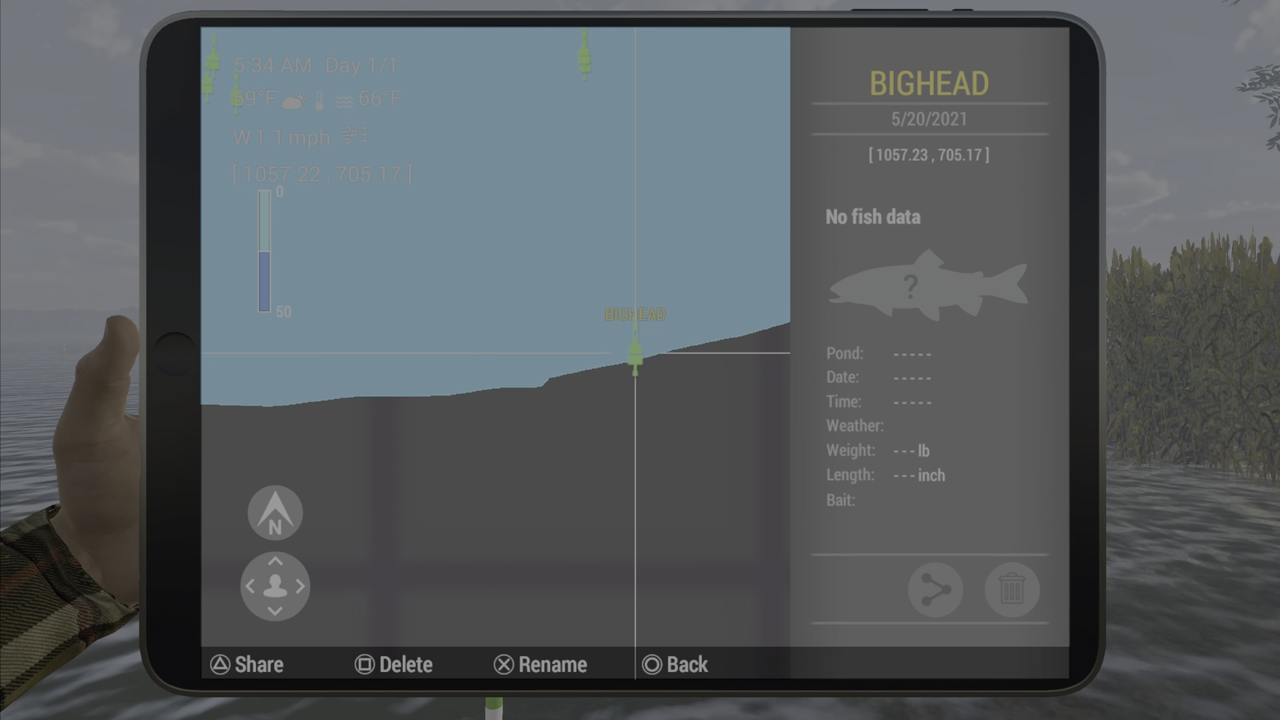 5:34 AM Day 1/1
69°F 66°F
W 1.1 mph
[ 1057.22 , 705.17 ]
0
50
BIGHEAD
N
BIGHEAD
5/20/2021
[ 1057.23 , 705.17 ]
No fish data
?
Pond: -----
Date: -----
Time: -----
Weather:
Weight: --- lb
Length: --- inch
Bait:
Share Delete Rename Back